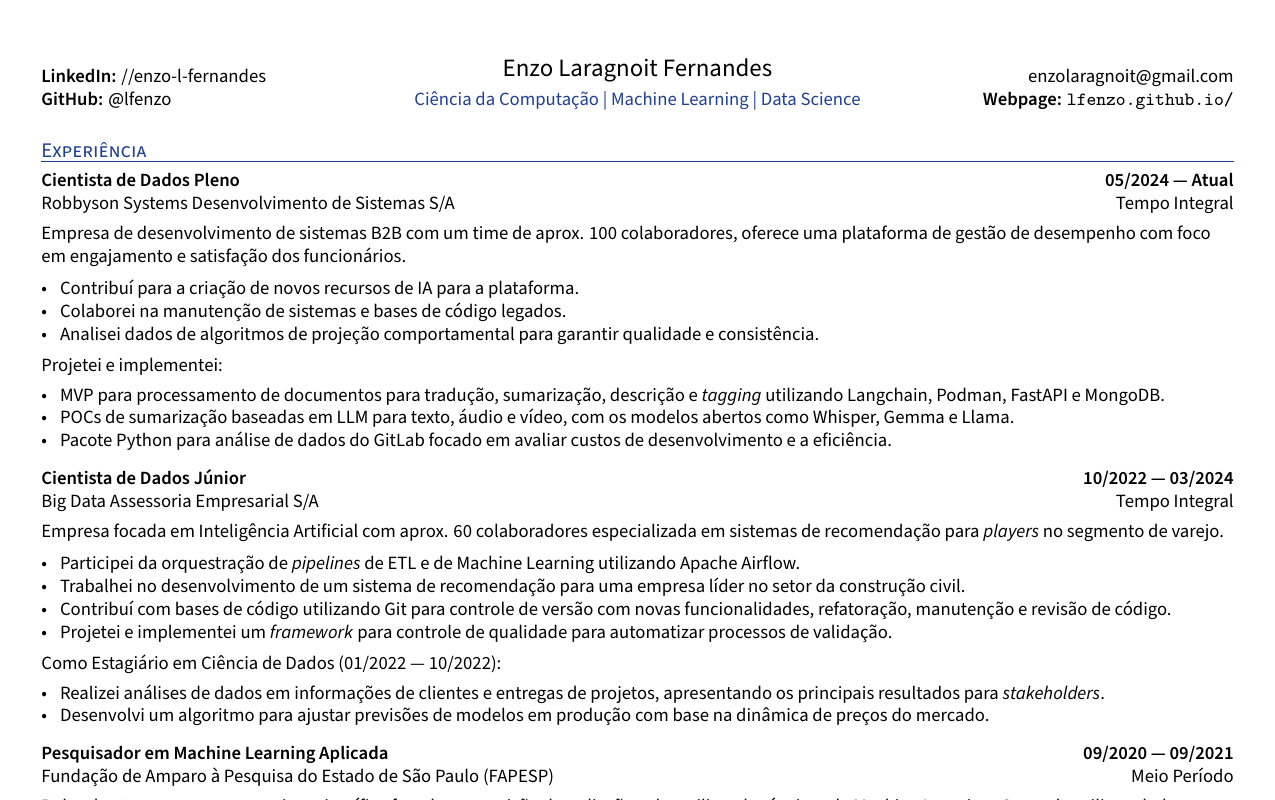 LinkedIn: //enzo-l-fernandes
GitHub: @lfenzo
Enzo Laragnoit Fernandes
Ciência da Computação | Machine Learning | Data Science
enzolaragnoit@gmail.com
Webpage: lfenzo.github.io/
EXPERIÊNCIA
Cientista de Dados Pleno 05/2024 — Atual
Robbyson Systems Desenvolvimento de Sistemas S/A Tempo Integral
Empresa de desenvolvimento de sistemas B2B com um time de aprox. 100 colaboradores, oferece uma plataforma de gestão de desempenho com foco
em engajamento e satisfação dos funcionários.
• Contribuí para a criação de novos recursos de IA para a plataforma.
• Colaborei na manutenção de sistemas e bases de código legados.
• Analisei dados de algoritmos de projeção comportamental para garantir qualidade e consistência.
Projetei e implementei:
• MVP para processamento de documentos para tradução, sumarização, descrição e tagging utilizando Langchain, Podman, FastAPI e MongoDB.
• POCs de sumarização baseadas em LLM para texto, áudio e vídeo, com os modelos abertos como Whisper, Gemma e Llama.
• Pacote Python para análise de dados do GitLab focado em avaliar custos de desenvolvimento e a eficiência.
Cientista de Dados Júnior 10/2022 — 03/2024
Big Data Assessoria Empresarial S/A Tempo Integral
Empresa focada em Inteligência Artificial com aprox. 60 colaboradores especializada em sistemas de recomendação para players no segmento de varejo.
• Participei da orquestração de pipelines de ETL e de Machine Learning utilizando Apache Airflow.
• Trabalhei no desenvolvimento de um sistema de recomendação para uma empresa líder no setor da construção civil.
• Contribuí com bases de código utilizando Git para controle de versão com novas funcionalidades, refatoração, manutenção e revisão de código.
• Projetei e implementei um framework para controle de qualidade para automatizar processos de validação.
Como Estagiário em Ciência de Dados (01/2022 — 10/2022):
• Realizei análises de dados em informações de clientes e entregas de projetos, apresentando os principais resultados para stakeholders.
• Desenvolvi um algoritmo para ajustar previsões de modelos em produção com base na dinâmica de preços do mercado.
Pesquisador em Machine Learning Aplicada 09/2020 — 09/2021
Fundação de Amparo à Pesquisa do Estado de São Paulo (FAPESP) Meio Período